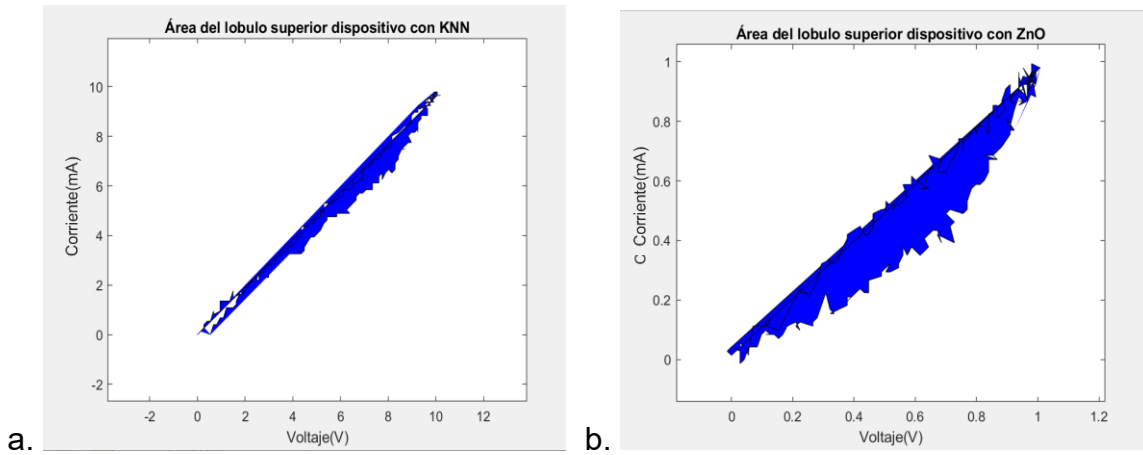 Área del lobulo superior dispositivo con KNN
10
8
6
4
2
0
-2
Corriente(mA)
-2 0 2 4 6 8 10 12
Voltaje(V)
a.
Área del lobulo superior dispositivo con ZnO
1
0.8
0.6
0.4
0.2
0
C Corriente(mA)
0 0.2 0.4 0.6 0.8 1 1.2
Voltaje(V)
b.